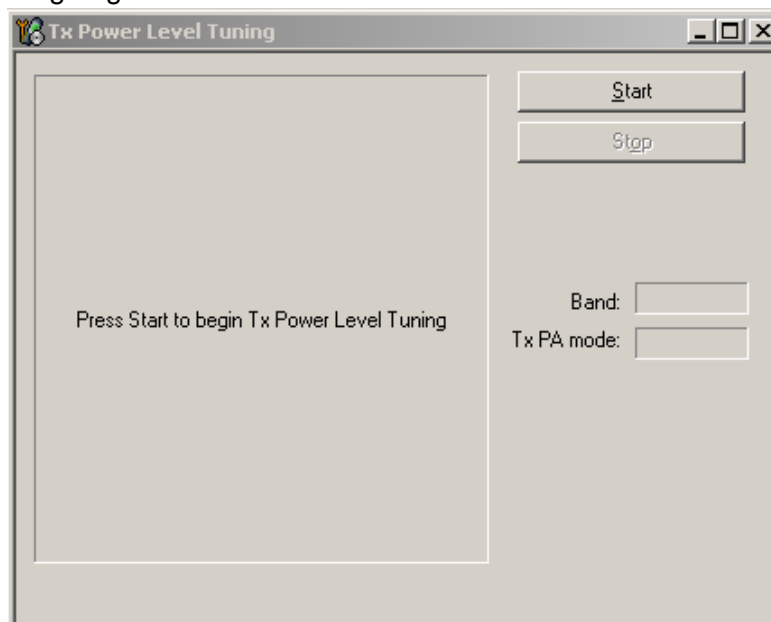 Tx Power Level Tuning
Start
Stop
Press Start to begin Tx Power Level Tuning
Band:
Tx PA mode: